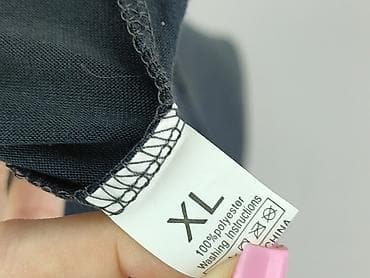 XL
100%polyester
Washing Instructions
CHINA